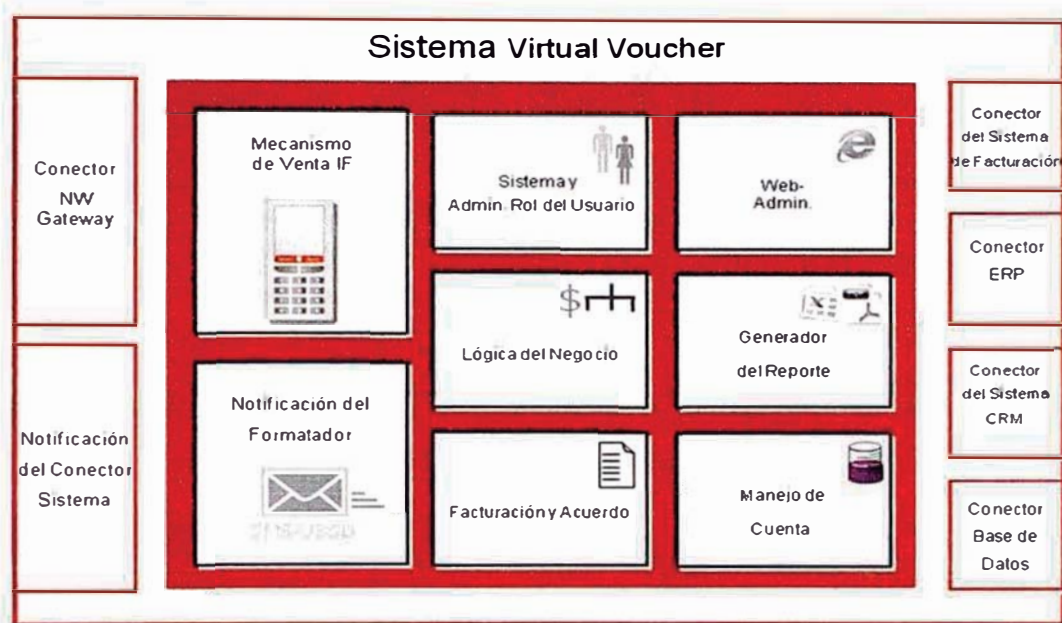 Sistema Virtual Voucher
Conector
NW
Gateway
Notificación
del Conector
Sistema
Mecanismo
de Venta IF
Notificación del
Formatador
Sistema y
Admin. Rol del Usuario
$
Lógica del Negocio
Facturación y Acuerdo
Web-
Admin.
Generador
del Reporte
Manejo de
Cuenta
Conector
del Sistema
de Facturación
Conector
ERP
Conector
del Sistema
CRM
Conector
Base de
Datos